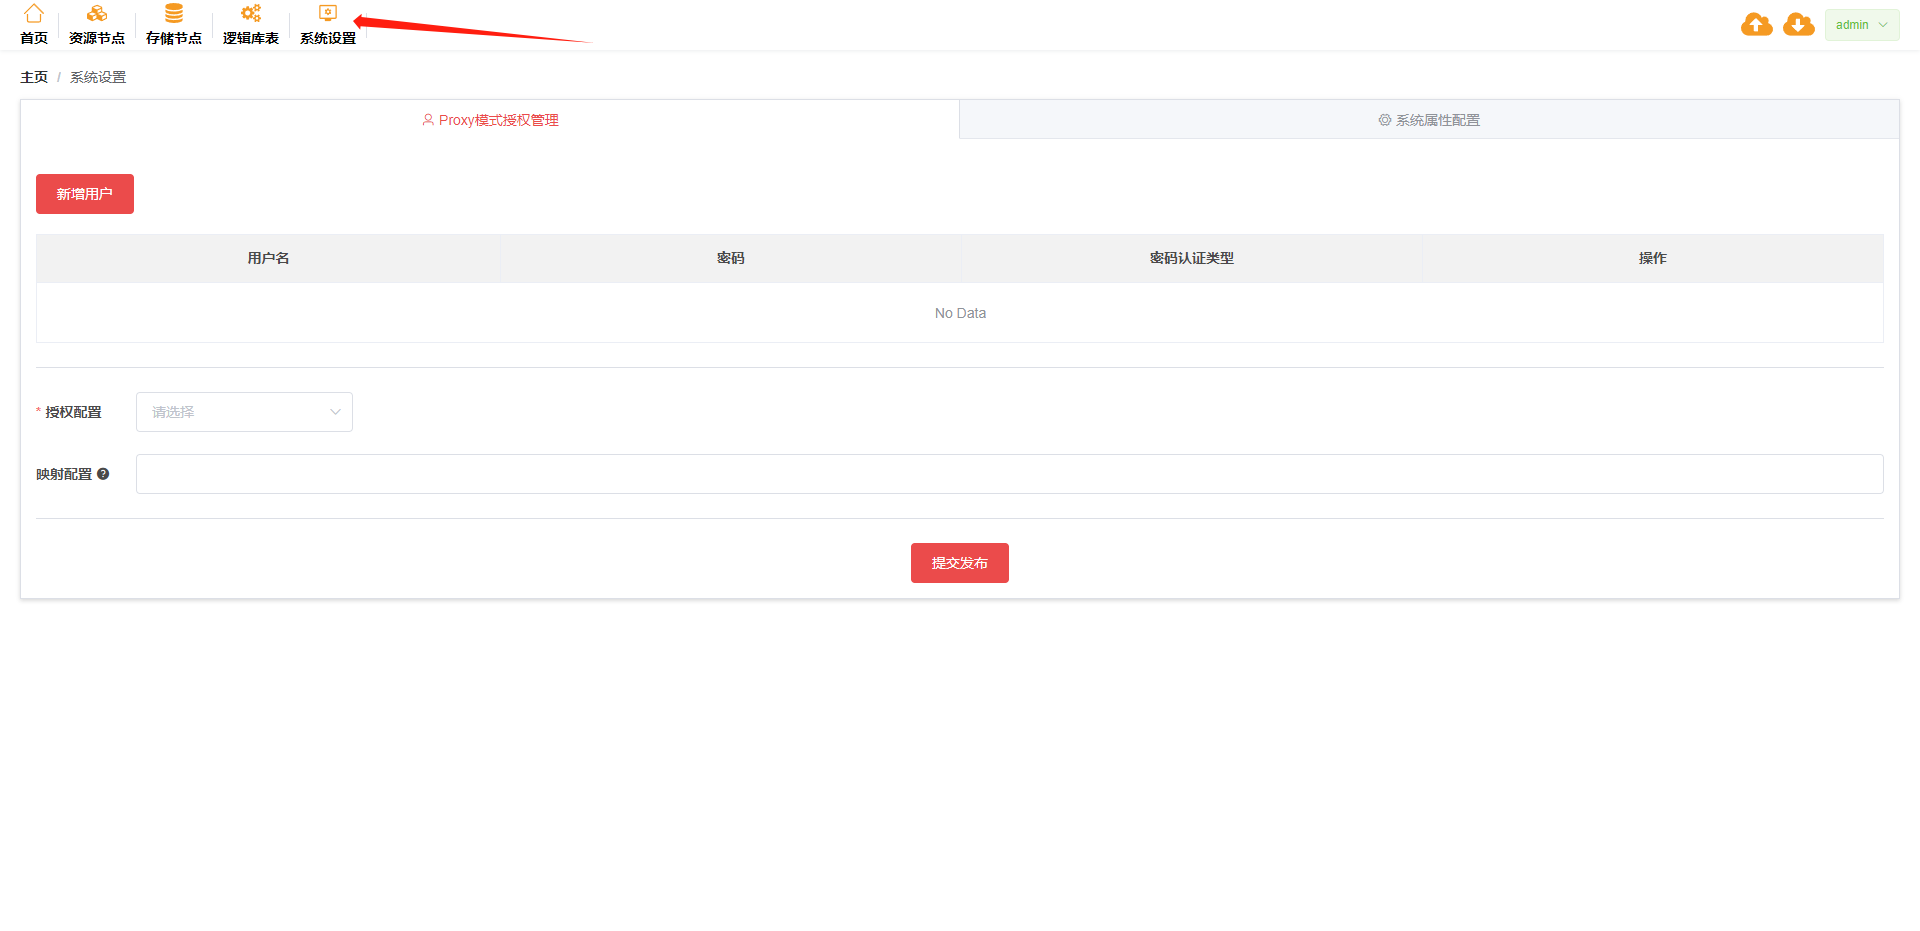 首页 资源节点 存储节点 逻辑库表 系统设置 admin
主页 / 系统设置
Proxy模式授权管理 系统属性配置
新增用户
用户名 密码 密码认证类型 操作
No Data
* 授权配置 请选择
映射配置 ?
提交发布